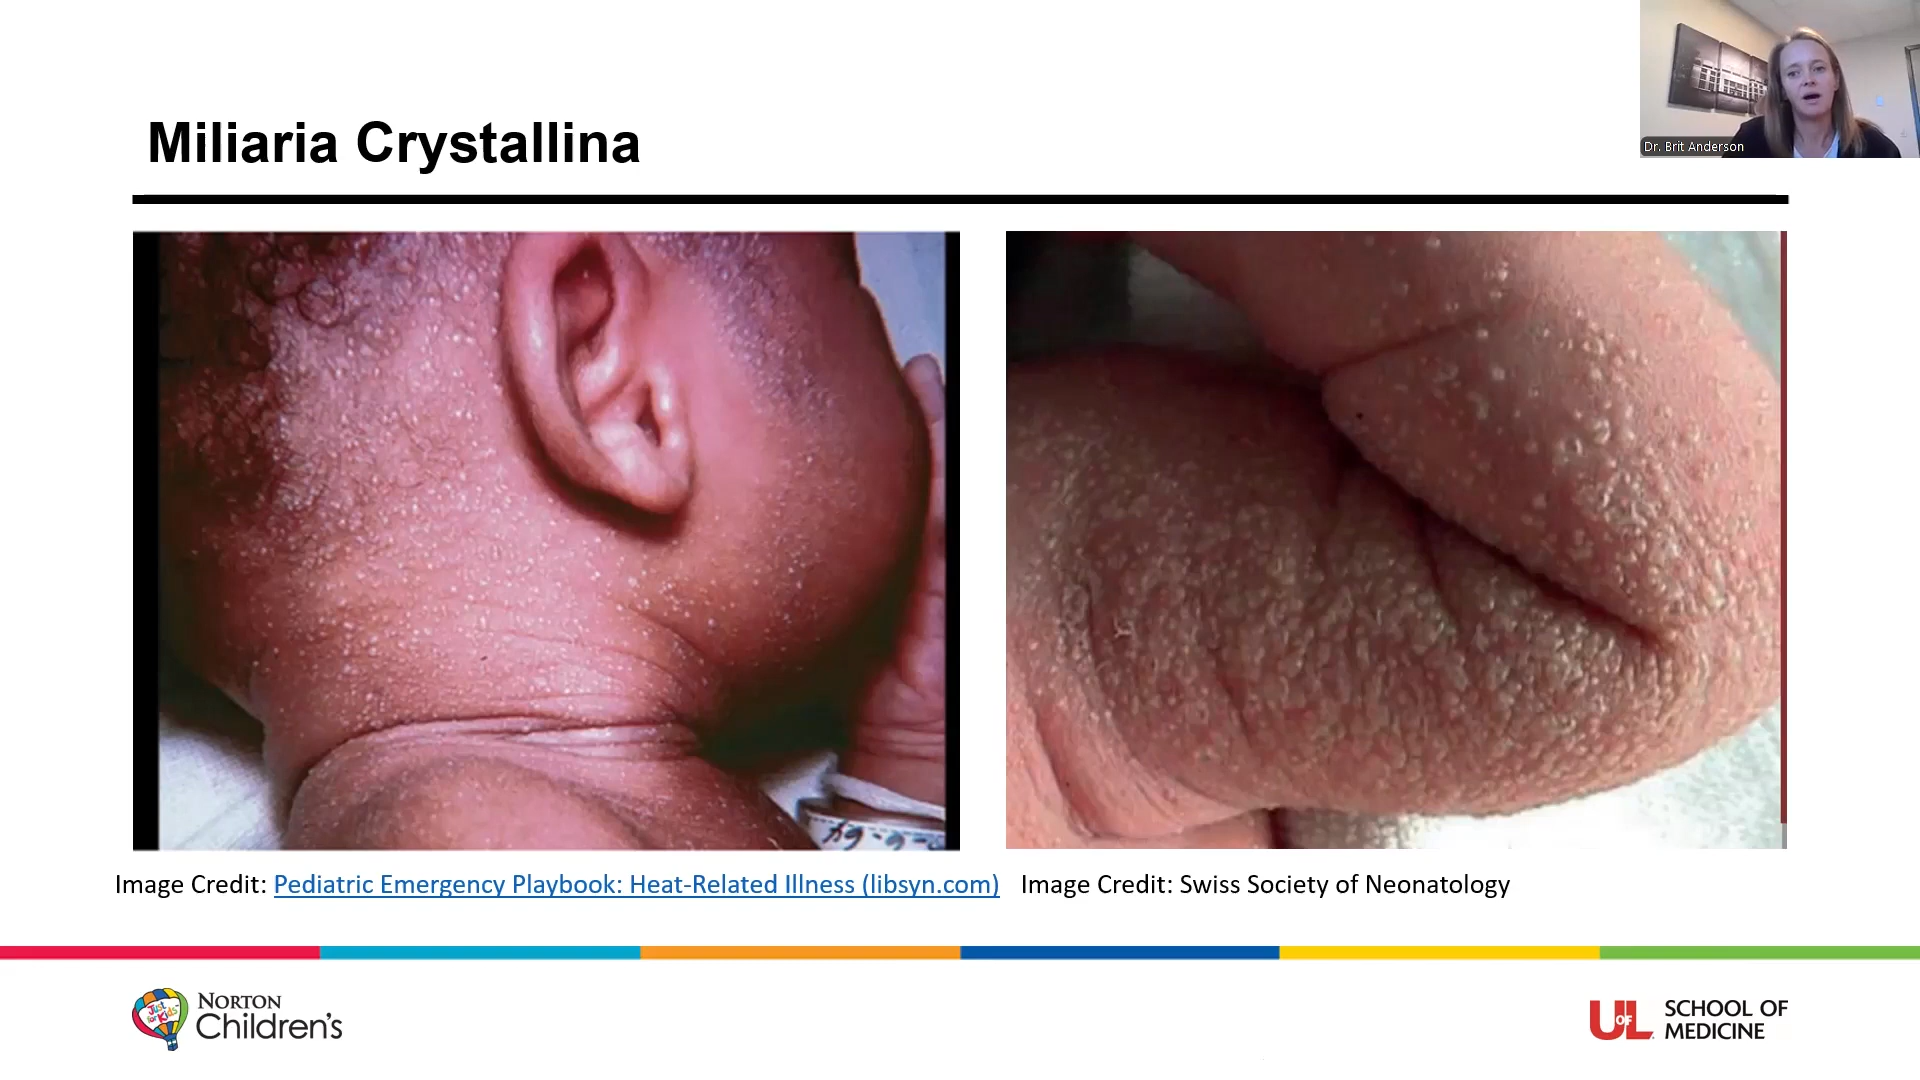 Miliaria Crystallina
Dr. Brit Anderson
Image Credit: Pediatric Emergency Playbook: Heat-Related Illness (libsyn.com)
Image Credit: Swiss Society of Neonatology
Just for Kids
NORTON
Children's
UOFL
SCHOOL OF
MEDICINE